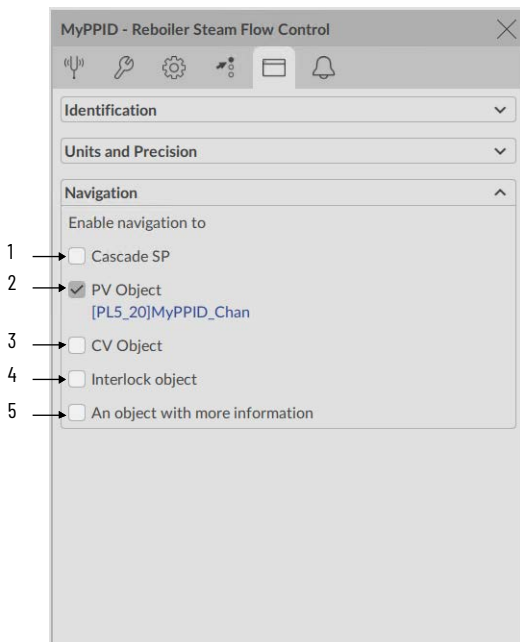 MyPPID - Reboiler Steam Flow Control
Identification
Units and Precision
Navigation
Enable navigation to
1 Cascade SP
2 PV Object
[PL5_20]MyPPID_Chan
3 CV Object
4 Interlock object
5 An object with more information